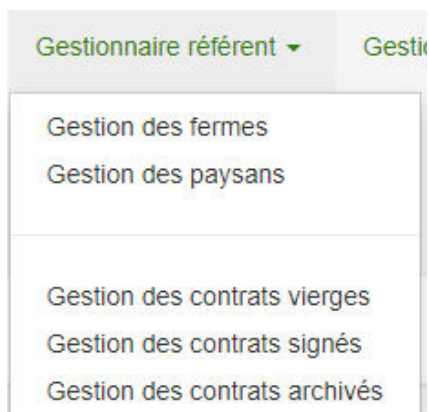 Gestionnaire référent
Gestion des fermes
Gestion des paysans
Gestion des contrats vierges
Gestion des contrats signés
Gestion des contrats archivés